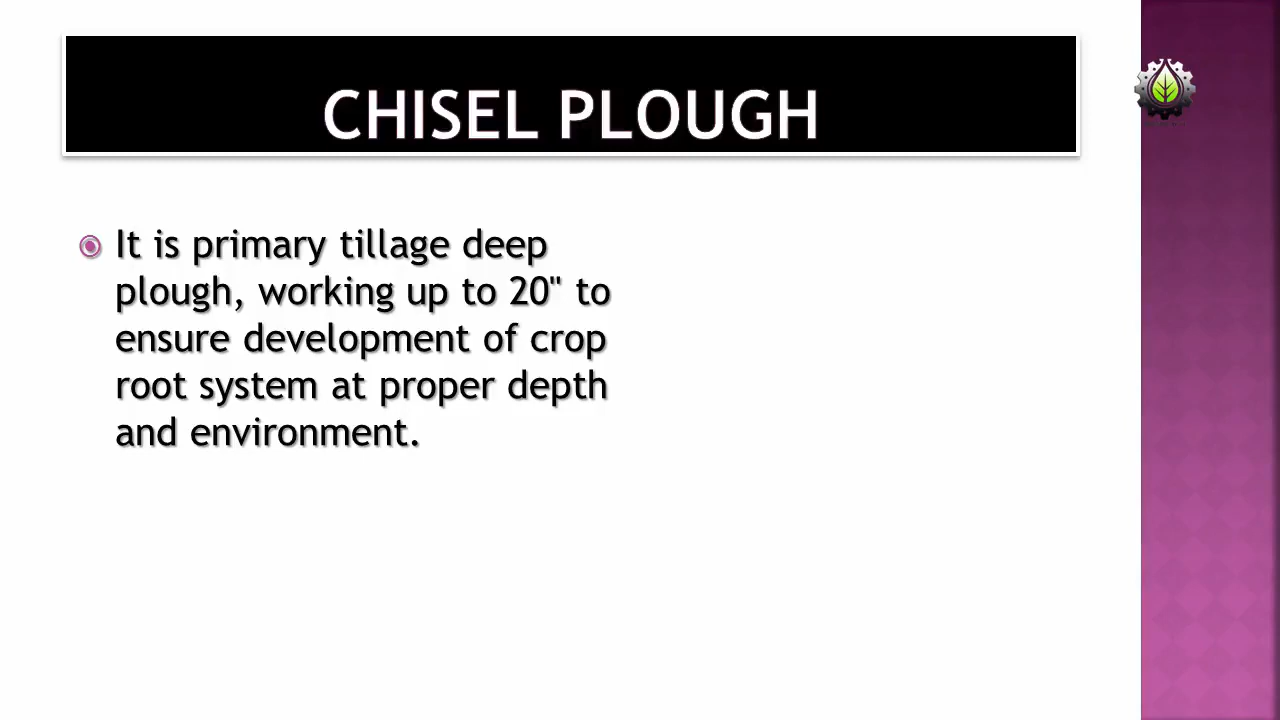 CHISEL PLOUGH
It is primary tillage deep
plough, working up to 20" to
ensure development of crop
root system at proper depth
and environment.